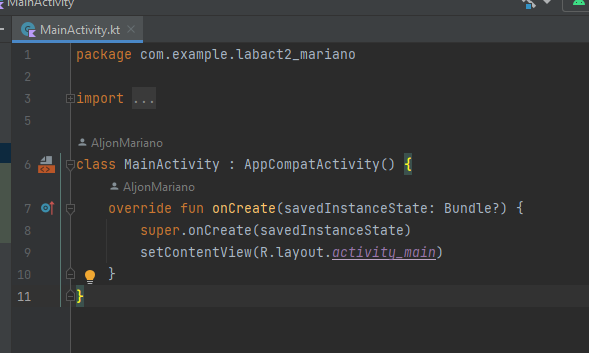 MainActivity
MainActivity.kt
1 package com.example.labact2_mariano
2
3 import ...
5
AljonMariano
6 class MainActivity : AppCompatActivity() {
AljonMariano
7 override fun onCreate(savedInstanceState: Bundle?) {
8 super.onCreate(savedInstanceState)
9 setContentView(R.layout.activity_main)
10 }
11 }